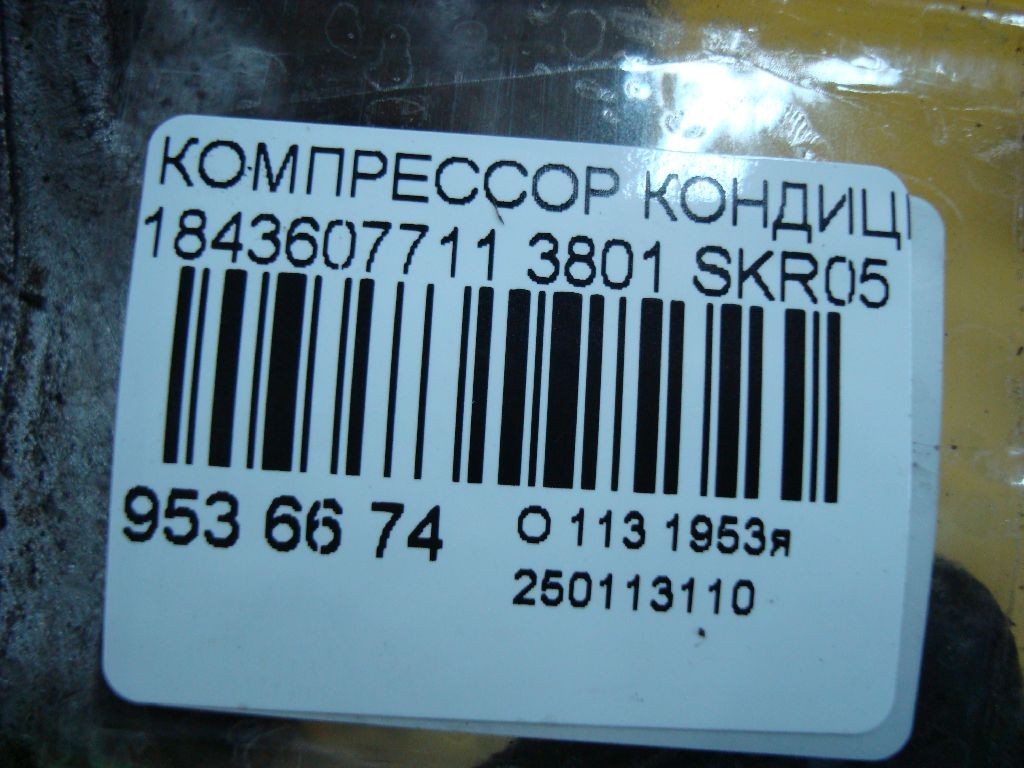 КОМПРЕССОР КОНДИЦ
1843607711 3801 SKR05
953 66 74
О 113 1953я
250113110